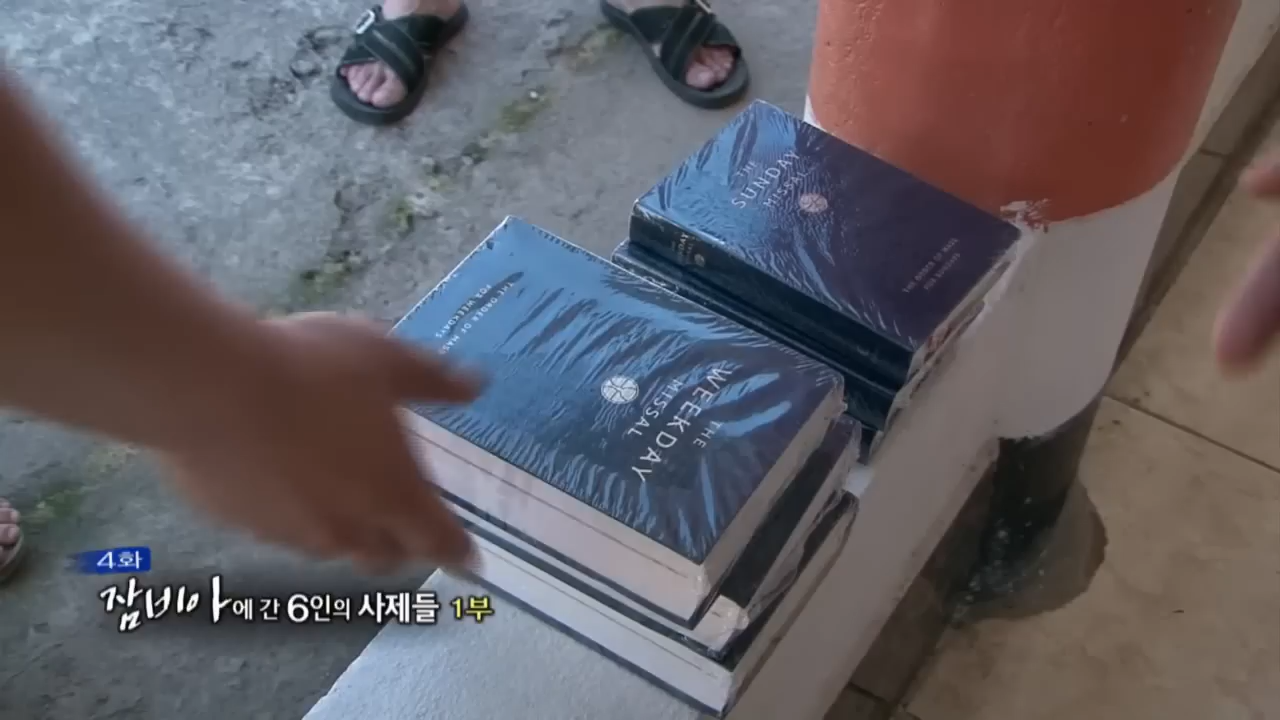 THE
SUNDAY
MISSAL
THE ORDER OF MASS
FOR SUNDAYS
THE
WEEKDAY
MISSAL
THE ORDER OF MASS
FOR WEEKDAYS
4화
잠비아에 간 6인의 사제들 1부